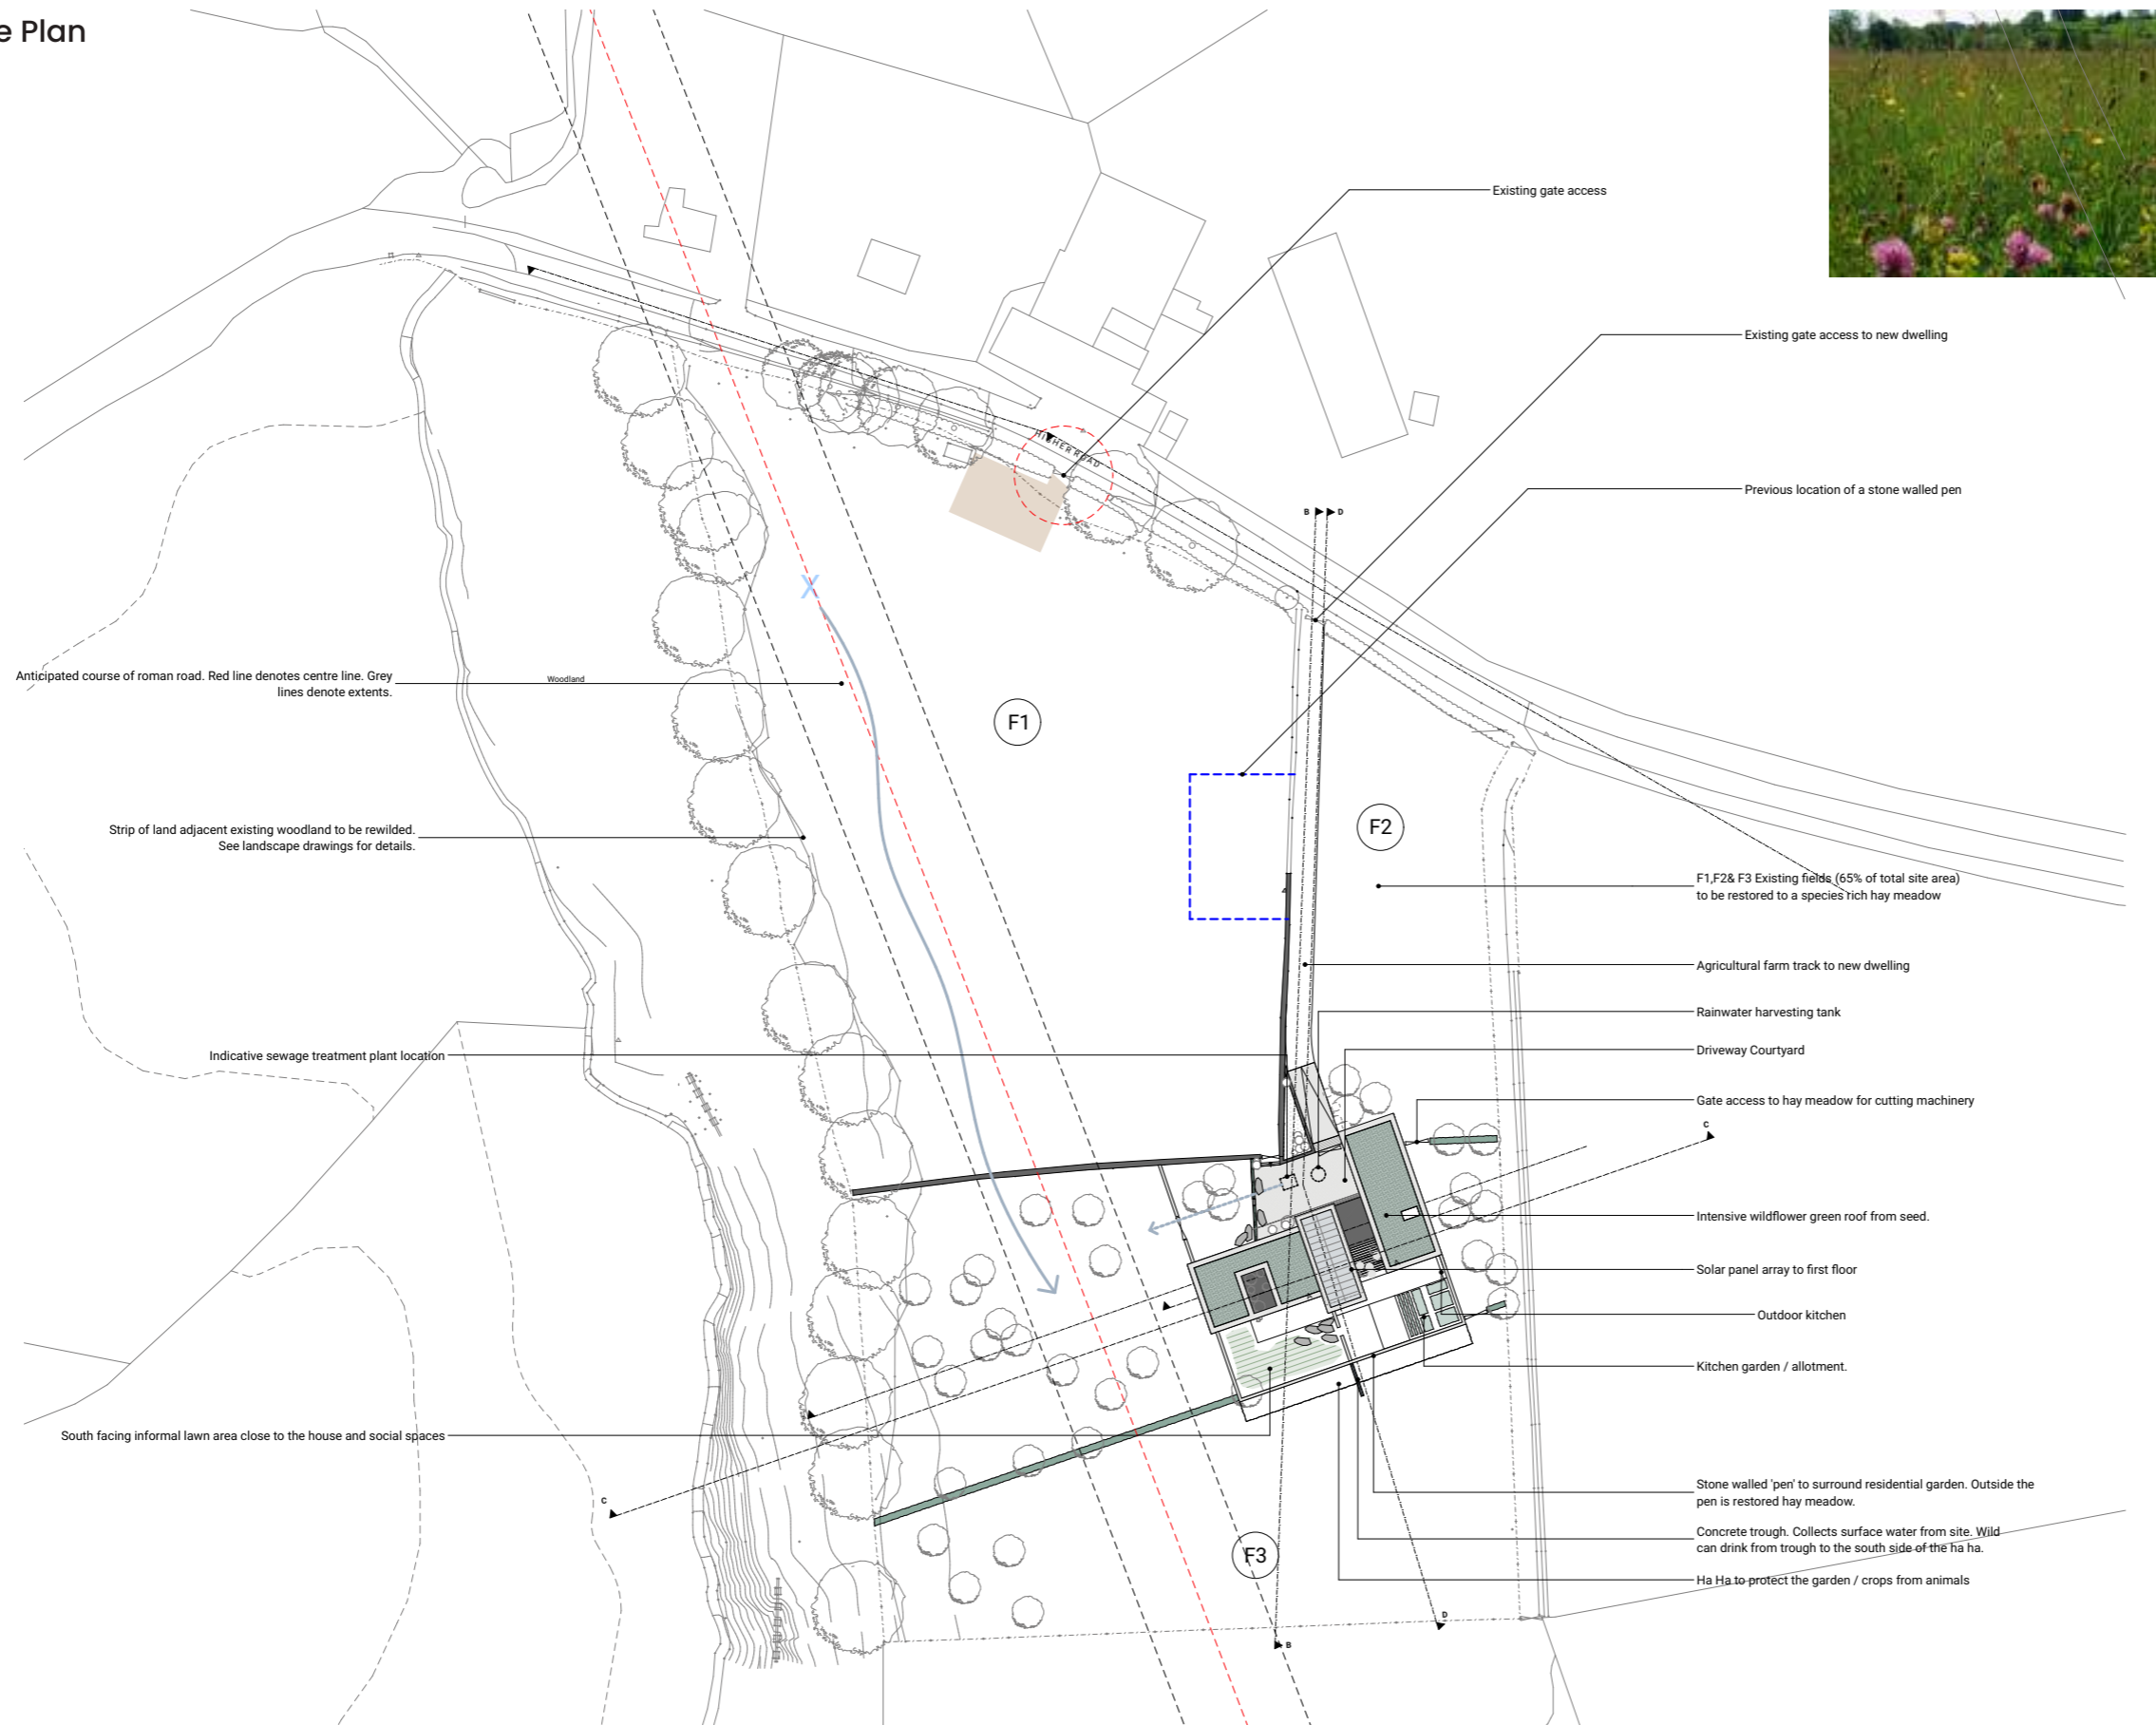 e Plan
Existing gate access
Existing gate access to new dwelling
HIGHER ROAD
Previous location of a stone walled pen
B
D
Anticipated course of roman road. Red line denotes centre line. Grey
lines denote extents.
Woodland
X
F1
F2
Strip of land adjacent existing woodland to be rewilded.
See landscape drawings for details.
F1,F2& F3 Existing fields (65% of total site area)
to be restored to a species rich hay meadow
Agricultural farm track to new dwelling
Rainwater harvesting tank
Indicative sewage treatment plant location
Driveway Courtyard
Gate access to hay meadow for cutting machinery
C
Intensive wildflower green roof from seed.
Solar panel array to first floor
Outdoor kitchen
Kitchen garden / allotment.
South facing informal lawn area close to the house and social spaces
C
Stone walled 'pen' to surround residential garden. Outside the
pen is restored hay meadow.
Concrete trough. Collects surface water from site. Wild
can drink from trough to the south side of the ha ha.
F3
Ha Ha to protect the garden / crops from animals
D
B